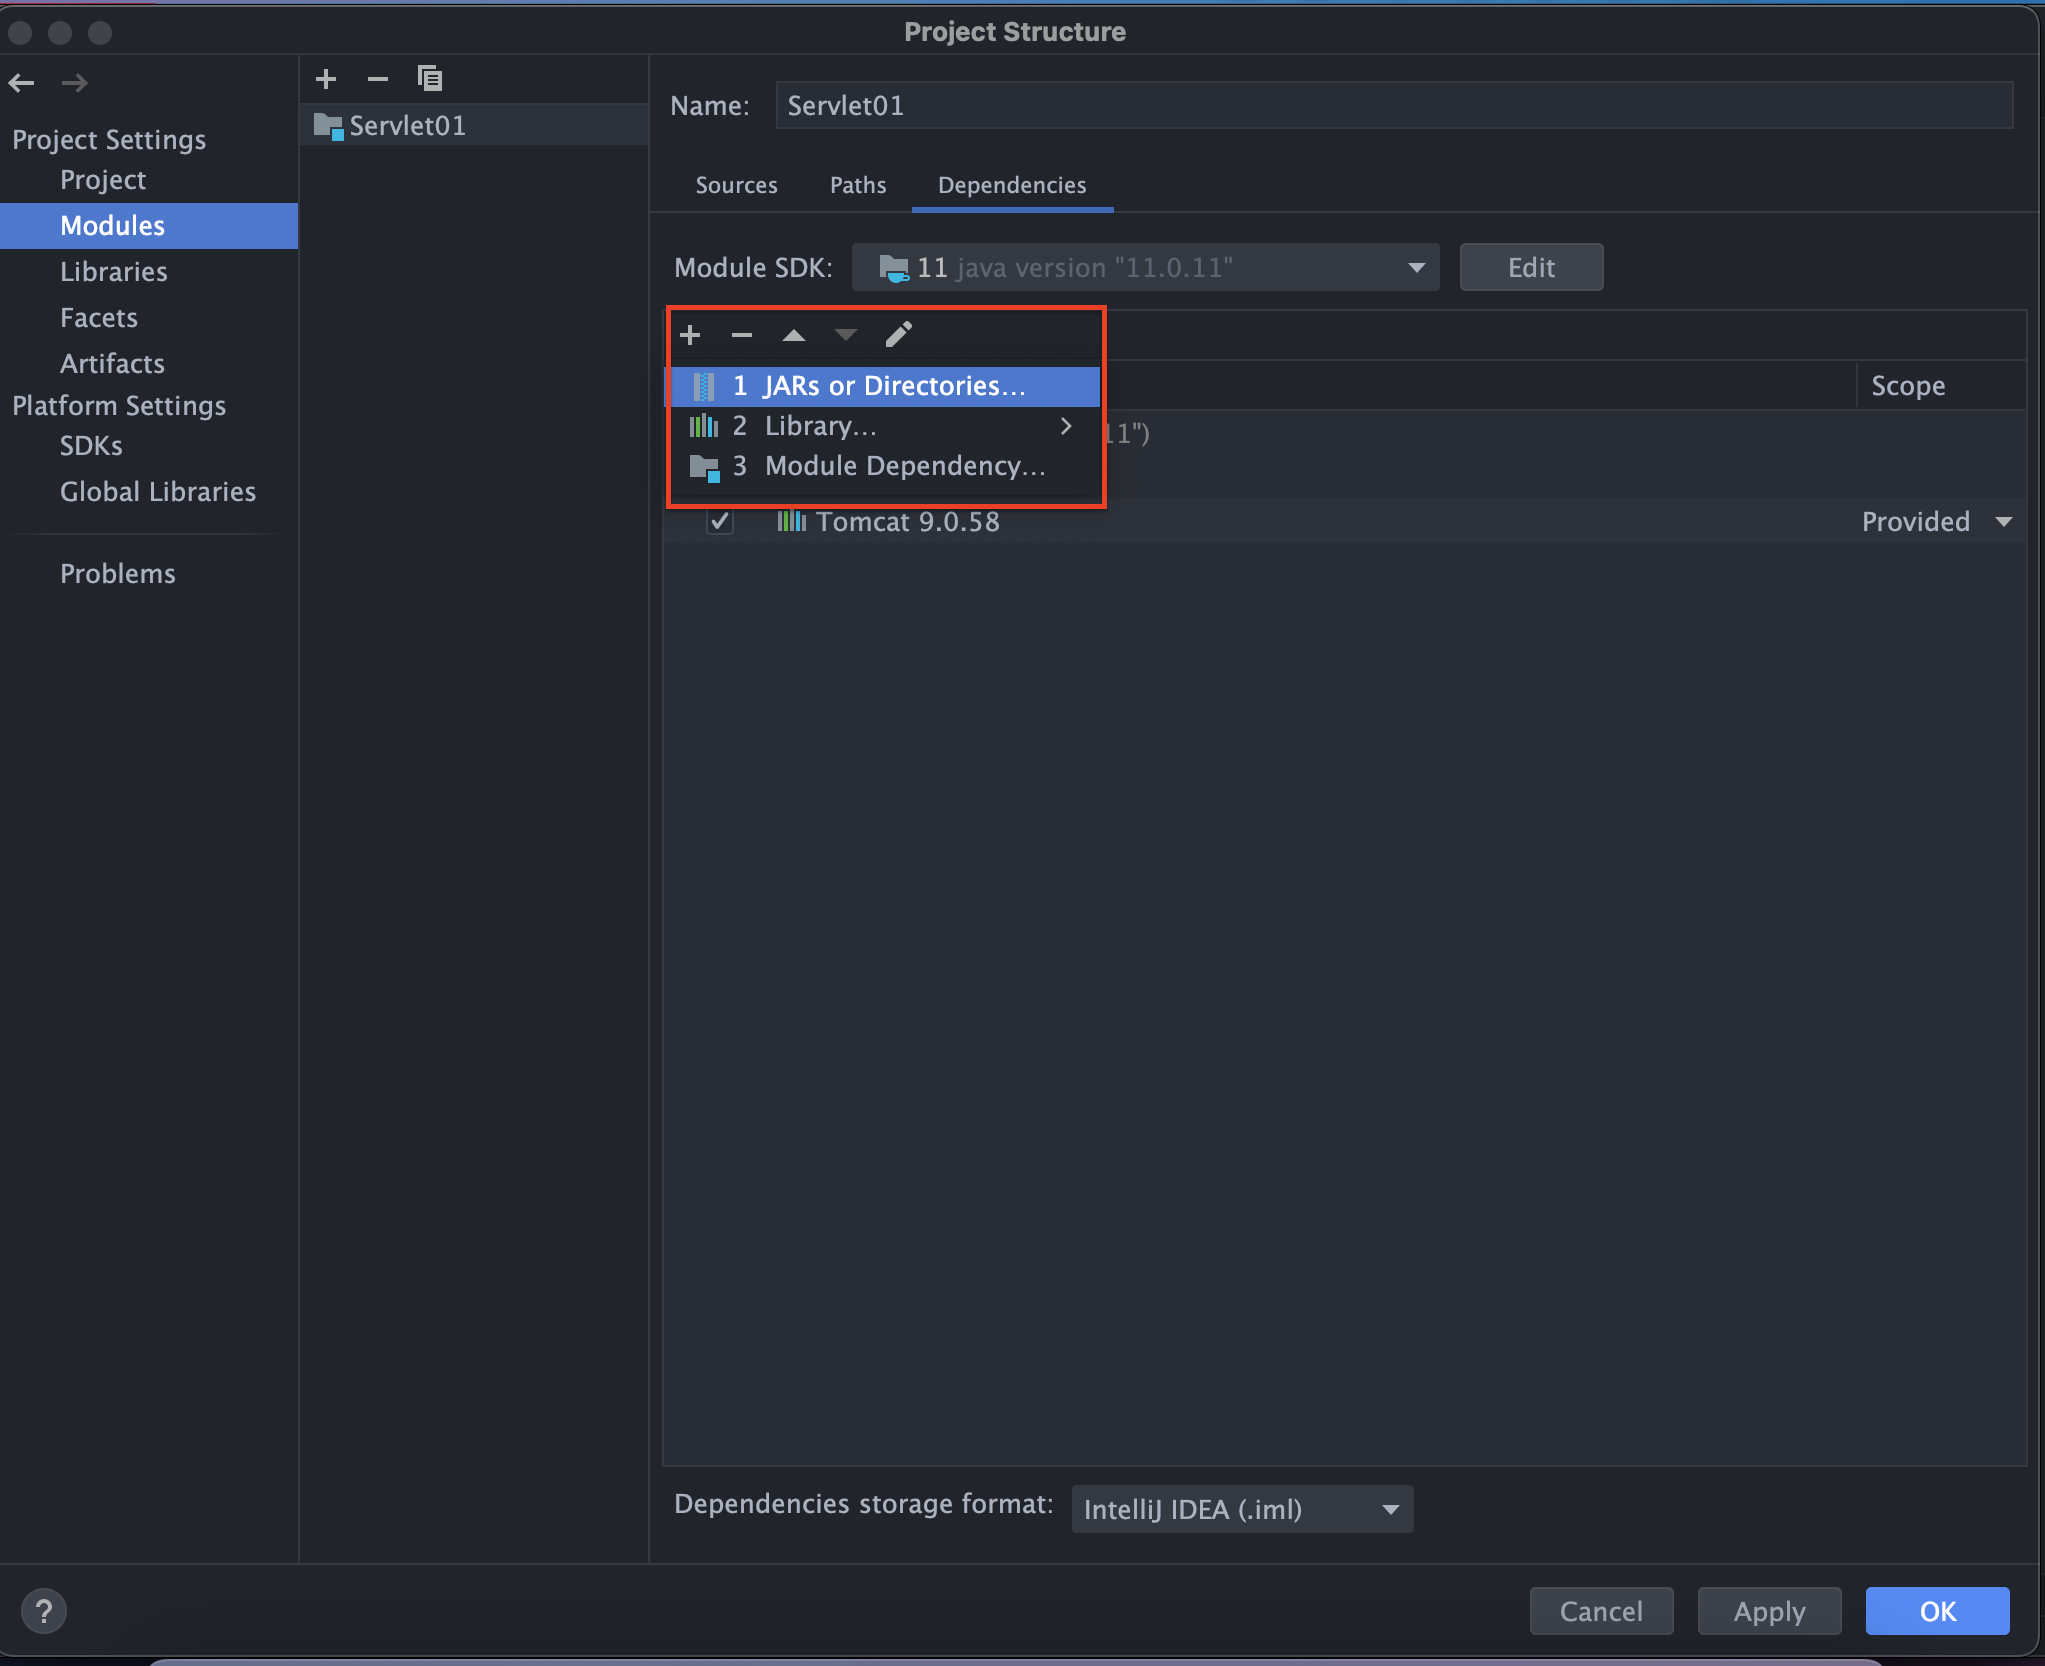 Project Structure
Project Settings
Project
Modules
Libraries
Facets
Artifacts
Platform Settings
SDKs
Global Libraries
Problems
Servlet01
Name: Servlet01
Sources Paths Dependencies
Module SDK: 11 java version "11.0.11" Edit
1 JARs or Directories...
2 Library...
3 Module Dependency...
Scope
11")
Tomcat 9.0.58 Provided
Dependencies storage format: IntelliJ IDEA (.iml)
? Cancel Apply OK